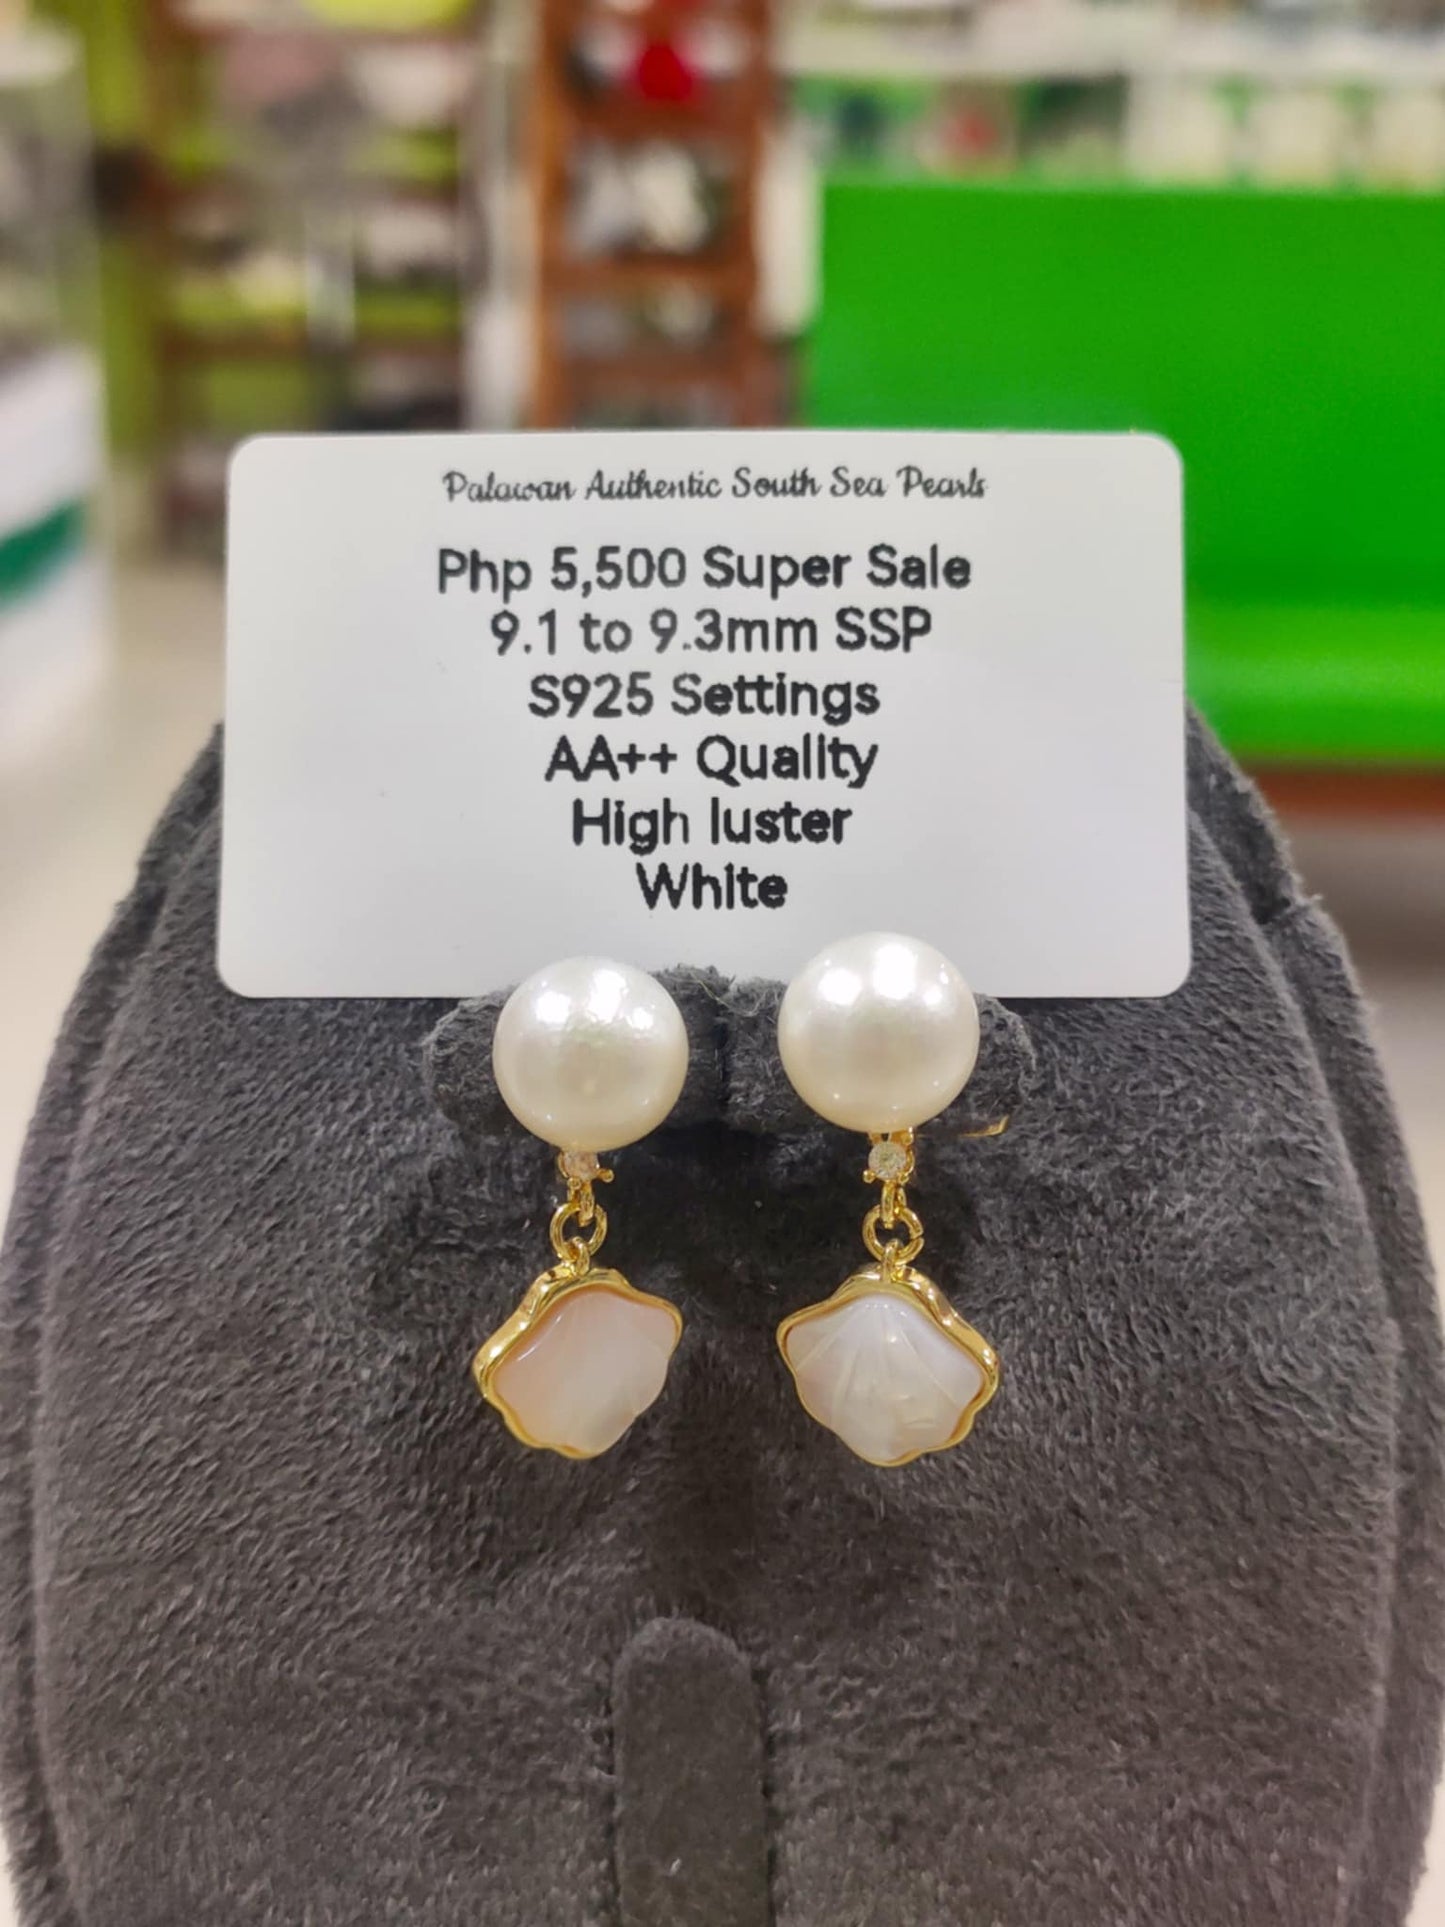 Palawan Authentic South Sea Pearls
Php 5,500 Super Sale
9.1 to 9.3mm SSP
S925 Settings
AA++ Quality
High luster
White